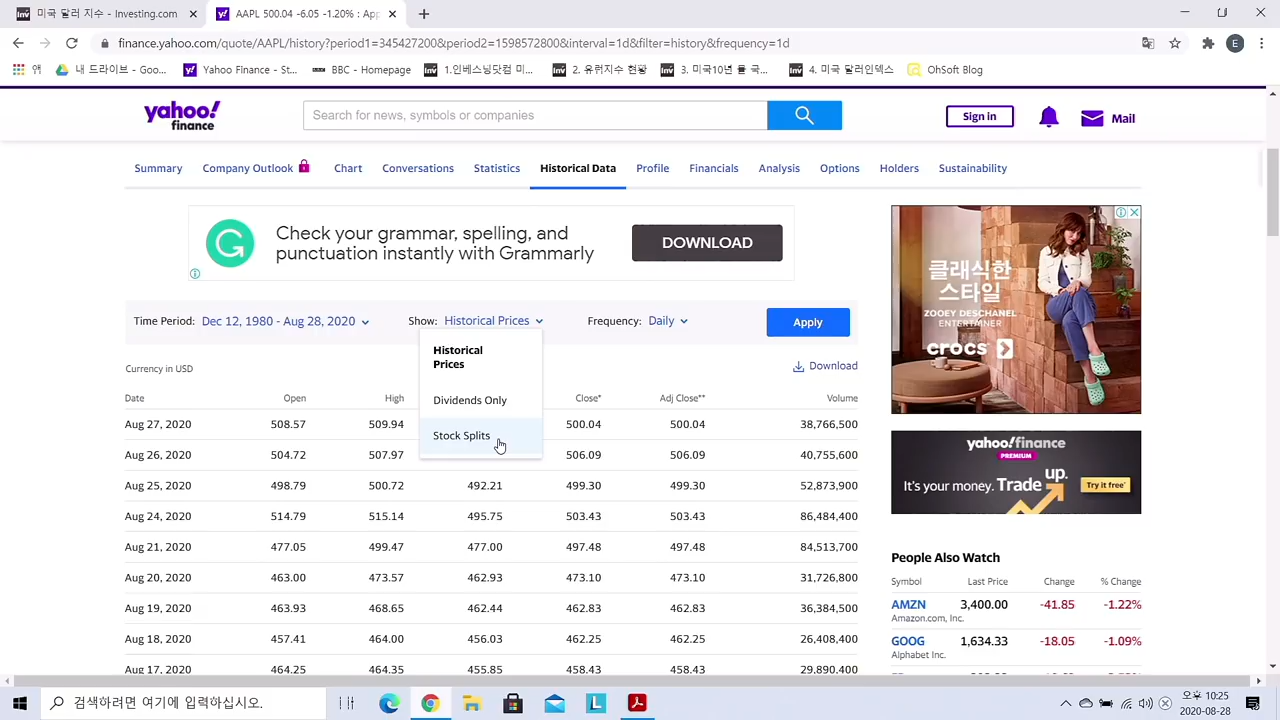 미국 달러 지수 - Investing.com
AAPL 500.04 -6.05 -1.20% : App
finance.yahoo.com/quote/AAPL/history?period1=345427200&period2=1598572800&interval=1d&filter=history&frequency=1d
E
앱
내 드라이브 - Goo...
Yahoo Finance - St...
BBC - Homepage
1.인베스팅닷컴 미...
2. 유럽지수 현황
3. 미국10년 물 국...
4. 미국 달러인덱스
OhSoft Blog
yahoo!
finance
Search for news, symbols or companies
Sign in
Mail
Summary
Company Outlook
Chart
Conversations
Statistics
Historical Data
Profile
Financials
Analysis
Options
Holders
Sustainability
Check your grammar, spelling, and
punctuation instantly with Grammarly
DOWNLOAD
클래식한
스타일
ZOOEY DESCHANEL
ENTERTAINER
crocs
Time Period: Dec 12, 1980 - Aug 28, 2020
Show: Historical Prices
Frequency: Daily
Apply
Historical
Prices
Dividends Only
Stock Splits
Currency in USD
Download
Date Open High Close* Adj Close** Volume
Aug 27, 2020 508.57 509.94 500.04 500.04 38,766,500
Aug 26, 2020 504.72 507.97 506.09 506.09 40,755,600
Aug 25, 2020 498.79 500.72 492.21 499.30 499.30 52,873,900
Aug 24, 2020 514.79 515.14 495.75 503.43 503.43 86,484,400
Aug 21, 2020 477.05 499.47 477.00 497.48 497.48 84,513,700
Aug 20, 2020 463.00 473.57 462.93 473.10 473.10 31,726,800
Aug 19, 2020 463.93 468.65 462.44 462.83 462.83 36,384,500
Aug 18, 2020 457.41 464.00 456.03 462.25 462.25 26,408,400
Aug 17, 2020 464.25 464.35 455.85 458.43 458.43 29,890,400
yahoo!finance
PREMIUM
It's your money. Trade up.
Try it free*
People Also Watch
Symbol Last Price Change % Change
AMZN 3,400.00 -41.85 -1.22%
Amazon.com, Inc.
GOOG 1,634.33 -18.05 -1.09%
Alphabet Inc.
검색하려면 여기에 입력하십시오.
오후 10:25
2020-08-28